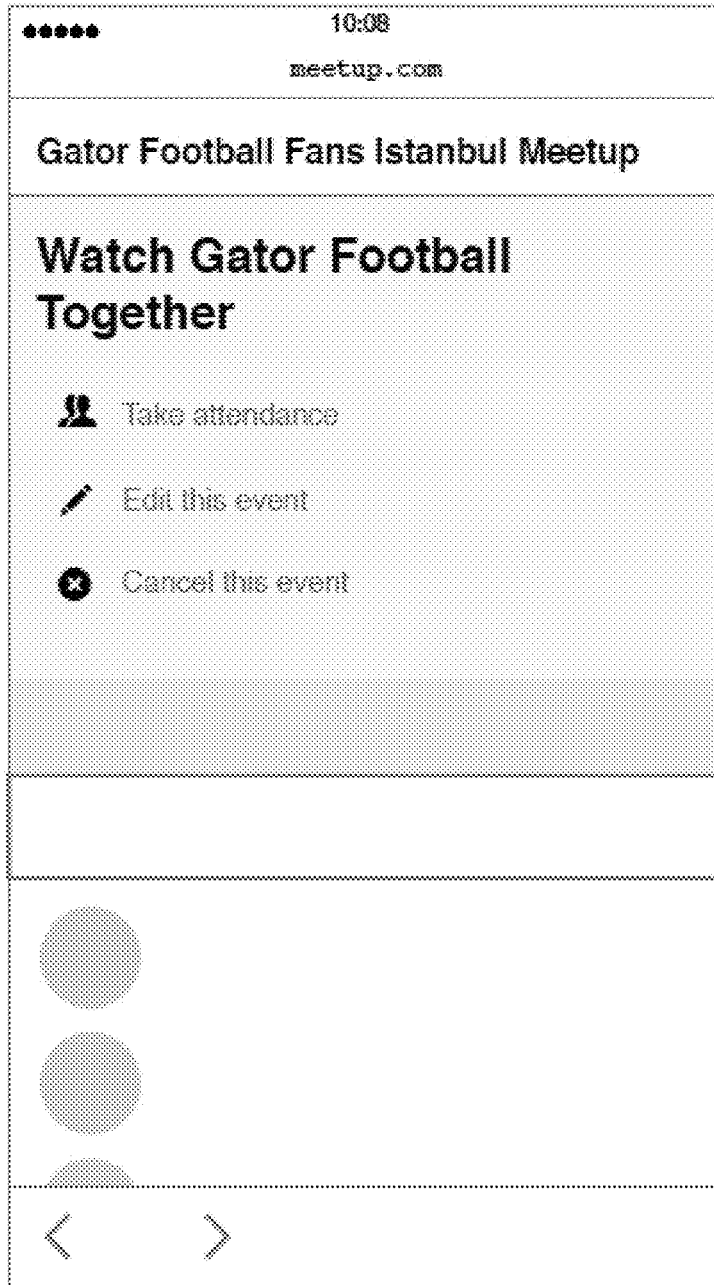 10:08
meetup.com
Gator Football Fans Istanbul Meetup
Watch Gator Football
Together
Take attendance
Edit this event
Cancel this event